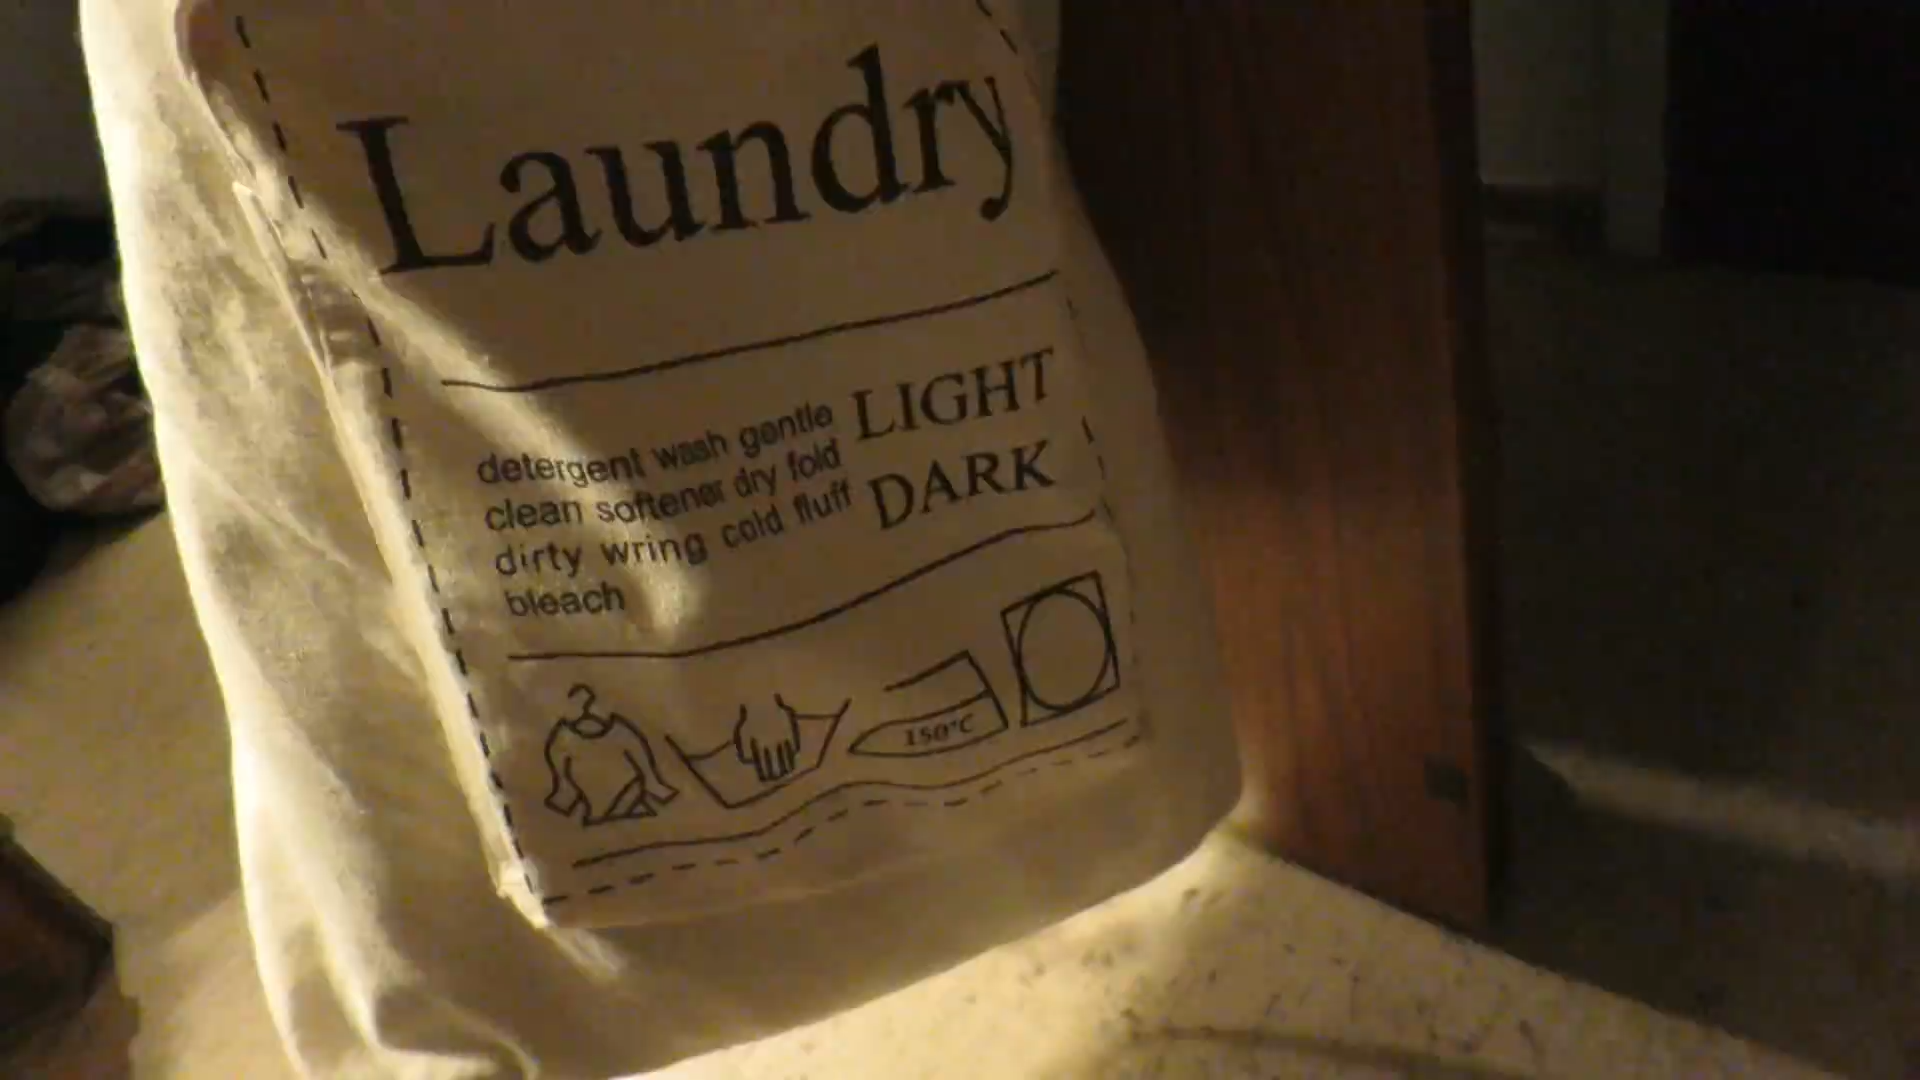 Laundry
detergent wash gentle LIGHT
clean softener dry fold
dirty wring cold fluff DARK
bleach
150°C